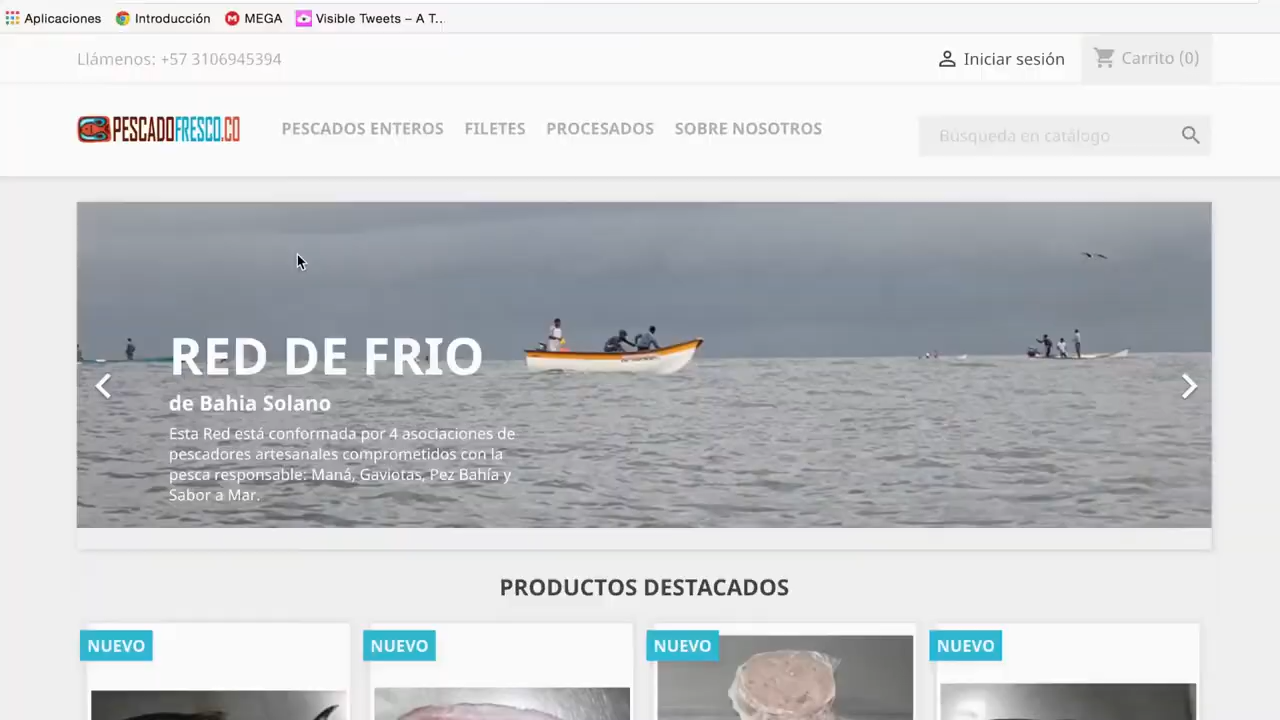 Aplicaciones Introducción MEGA Visible Tweets – A T...
Llámenos: +57 3106945394 Iniciar sesión Carrito (0)
PESCADOFRESCO.CO PESCADOS ENTEROS FILETES PROCESADOS SOBRE NOSOTROS
Búsqueda en catálogo
RED DE FRIO
de Bahia Solano
Esta Red está conformada por 4 asociaciones de
pescadores artesanales comprometidos con la
pesca responsable: Maná, Gaviotas, Pez Bahía y
Sabor a Mar.
PRODUCTOS DESTACADOS
NUEVO NUEVO NUEVO NUEVO